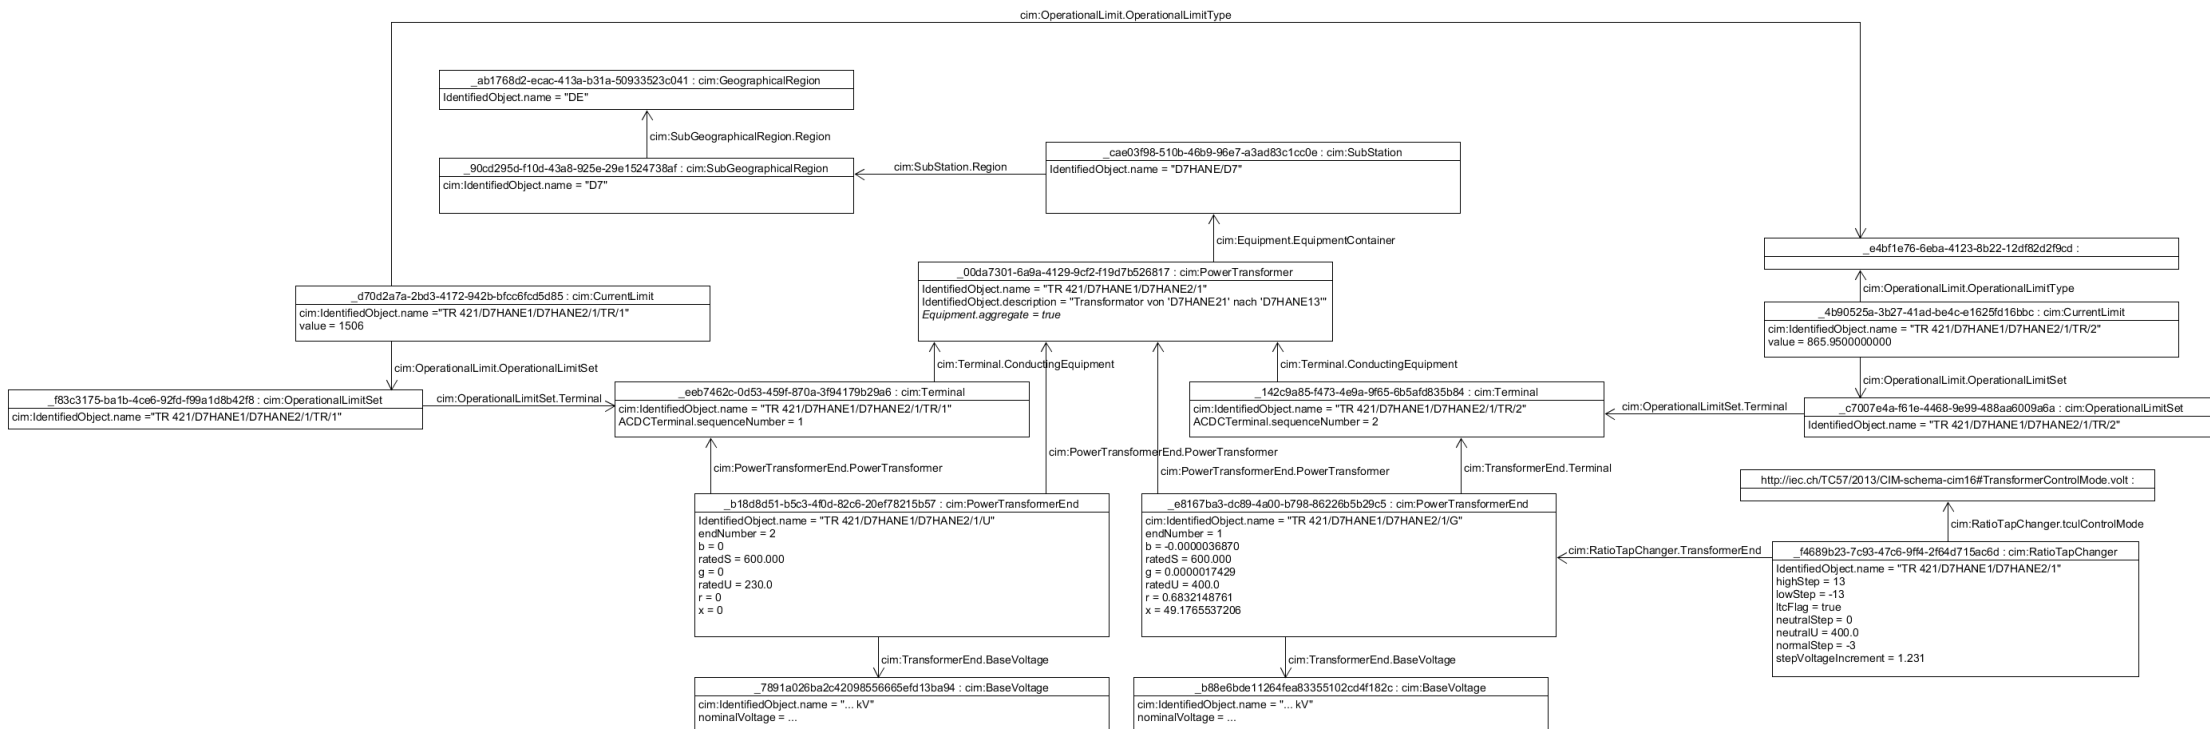 cim:OperationalLimit.OperationalLimitType
_ab1768d2-ecac-413a-b31a-50933523c041 : cim:GeographicalRegion
IdentifiedObject.name = "DE"
cim:SubGeographicalRegion.Region
_90cd295d-f10d-43a8-925e-29e1524738af : cim:SubGeographicalRegion
cim:IdentifiedObject.name = "D7"
cim:SubStation.Region
_cae03f98-510b-46b9-96e7-a3ad83c1cc0e : cim:SubStation
IdentifiedObject.name = "D7HANE/D7"
cim:Equipment.EquipmentContainer
_e4bf1e76-6eba-4123-8b22-12df82d2f9cd :
_00da7301-6a9a-4129-9cf2-f19d7b526817 : cim:PowerTransformer
IdentifiedObject.name = "TR 421/D7HANE1/D7HANE2/1"
IdentifiedObject.description = "Transformator von 'D7HANE21' nach 'D7HANE13'"
Equipment.aggregate = true
_d70d2a7a-2bd3-4172-942b-bfcc6fcd5d85 : cim:CurrentLimit
cim:IdentifiedObject.name ="TR 421/D7HANE1/D7HANE2/1/TR/1"
value = 1506
cim:OperationalLimit.OperationalLimitType
_4b90525a-3b27-41ad-be4c-e1625fd16bbc : cim:CurrentLimit
cim:IdentifiedObject.name = "TR 421/D7HANE1/D7HANE2/1/TR/2"
value = 865.9500000000
cim:OperationalLimit.OperationalLimitSet
cim:Terminal.ConductingEquipment
cim:Terminal.ConductingEquipment
cim:OperationalLimit.OperationalLimitSet
_f83c3175-ba1b-4ce6-92fd-f99a1d8b42f8 : cim:OperationalLimitSet
cim:IdentifiedObject.name ="TR 421/D7HANE1/D7HANE2/1/TR/1"
cim:OperationalLimitSet.Terminal
_eeb7462c-0d53-459f-870a-3f94179b29a6 : cim:Terminal
cim:IdentifiedObject.name = "TR 421/D7HANE1/D7HANE2/1/TR/1"
ACDCTerminal.sequenceNumber = 1
_142c9a85-f473-4e9a-9f65-6b5afd835b84 : cim:Terminal
cim:IdentifiedObject.name = "TR 421/D7HANE1/D7HANE2/1/TR/2"
ACDCTerminal.sequenceNumber = 2
cim:OperationalLimitSet.Terminal
_c7007e4a-f61e-4468-9e99-488aa6009a6a : cim:OperationalLimitSet
IdentifiedObject.name = "TR 421/D7HANE1/D7HANE2/1/TR/2"
cim:PowerTransformerEnd.PowerTransformer
cim:PowerTransformerEnd.PowerTransformer
cim:PowerTransformerEnd.PowerTransformer
cim:TransformerEnd.Terminal
http://iec.ch/TC57/2013/CIM-schema-cim16#TransformerControlMode.volt :
cim:RatioTapChanger.tculControlMode
_b18d8d51-b5c3-4f0d-82c6-20ef78215b57 : cim:PowerTransformerEnd
IdentifiedObject.name = "TR 421/D7HANE1/D7HANE2/1/U"
endNumber = 2
b = 0
ratedS = 600.000
g = 0
ratedU = 230.0
r = 0
x = 0
_e8167ba3-dc89-4a00-b798-86226b5b29c5 : cim:PowerTransformerEnd
cim:IdentifiedObject.name = "TR 421/D7HANE1/D7HANE2/1/G"
endNumber = 1
b = -0.0000036870
ratedS = 600.000
g = 0.0000017429
ratedU = 400.0
r = 0.6832148761
x = 49.1765537206
cim:RatioTapChanger.TransformerEnd
_f4689b23-7c93-47c6-9ff4-2f64d715ac6d : cim:RatioTapChanger
IdentifiedObject.name = "TR 421/D7HANE1/D7HANE2/1"
highStep = 13
lowStep = -13
ltcFlag = true
neutralStep = 0
neutralU = 400.0
normalStep = -3
stepVoltageIncrement = 1.231
cim:TransformerEnd.BaseVoltage
cim:TransformerEnd.BaseVoltage
_7891a026ba2c42098556665efd13ba94 : cim:BaseVoltage
cim:IdentifiedObject.name = "... kV"
nominalVoltage = ...
_b88e6bde11264fea83355102cd4f182c : cim:BaseVoltage
cim:IdentifiedObject.name = "... kV"
nominalVoltage = ...